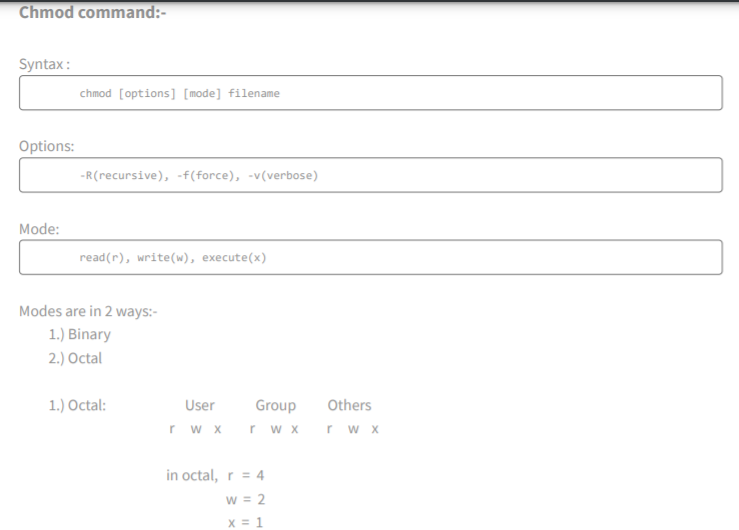 Chmod command:-
Syntax :
chmod [options] [mode] filename
Options:
-R(recursive), -f(force), -v(verbose)
Mode:
read(r), write(w), execute(x)
Modes are in 2 ways:-
1.) Binary
2.) Octal
1.) Octal: User Group Others
r w x r w x r w x
in octal, r = 4
w = 2
x = 1